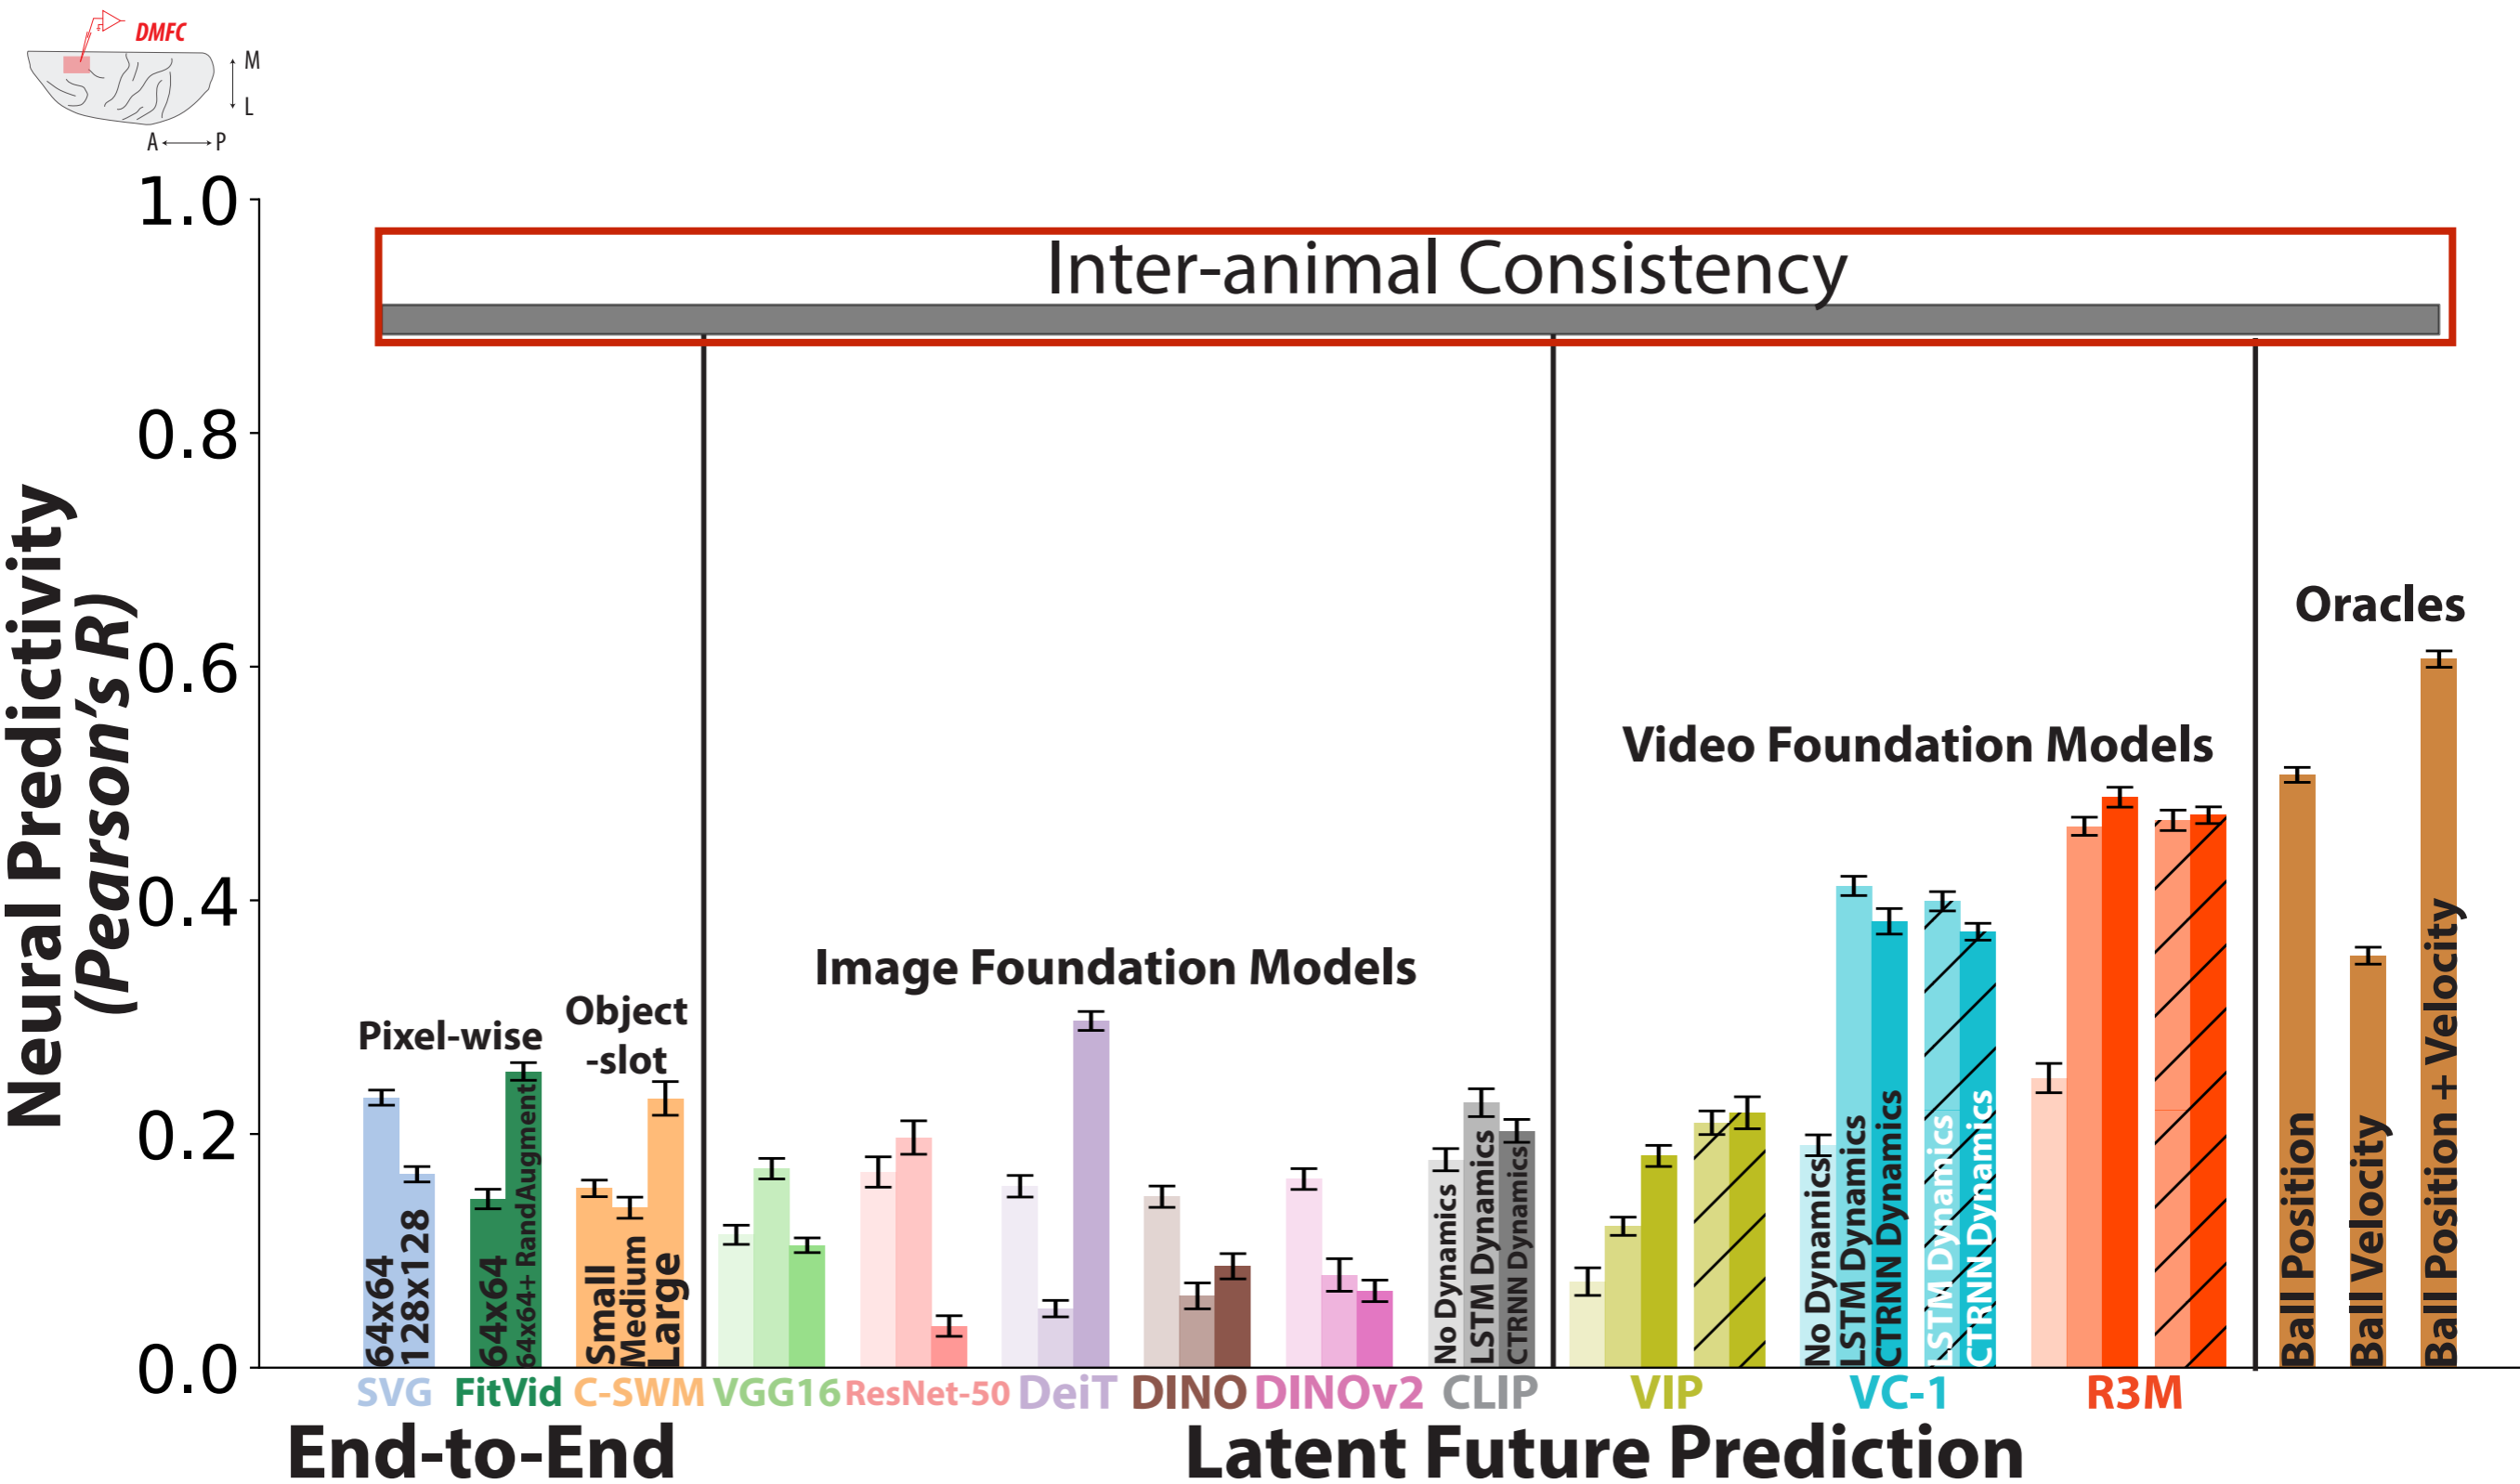 DMFC
M
L
A
P
1.0
0.8
0.6
0.4
0.2
0.0
Neural Predictivity
(Pearson's R)
Inter-animal Consistency
Pixel-wise
Object
-slot
Image Foundation Models
Video Foundation Models
Oracles
64x64
128x128
64x64
64x64+ RandAugment
Small
Medium
Large
No Dynamics
LSTM Dynamics
CTRNN Dynamics
No Dynamics
LSTM Dynamics
CTRNN Dynamics
LSTM Dynamics
CTRNN Dynamics
Ball Position
Ball Velocity
Ball Position + Velocity
SVG FitVid C-SWM VGG16 ResNet-50 DeiT DINO DINOv2 CLIP VIP VC-1 R3M
End-to-End
Latent Future Prediction